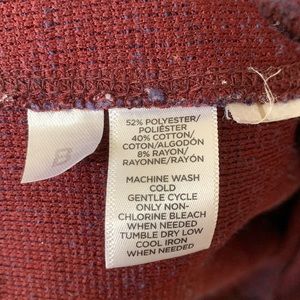 52% POLYESTER/
POLIÉSTER
40% COTTON/
COTON/ALGODÓN
8% RAYON/
RAYONNE/RAYÓN
MACHINE WASH
COLD
GENTLE CYCLE
ONLY NON-
CHLORINE BLEACH
WHEN NEEDED
TUMBLE DRY LOW
COOL IRON
WHEN NEEDED